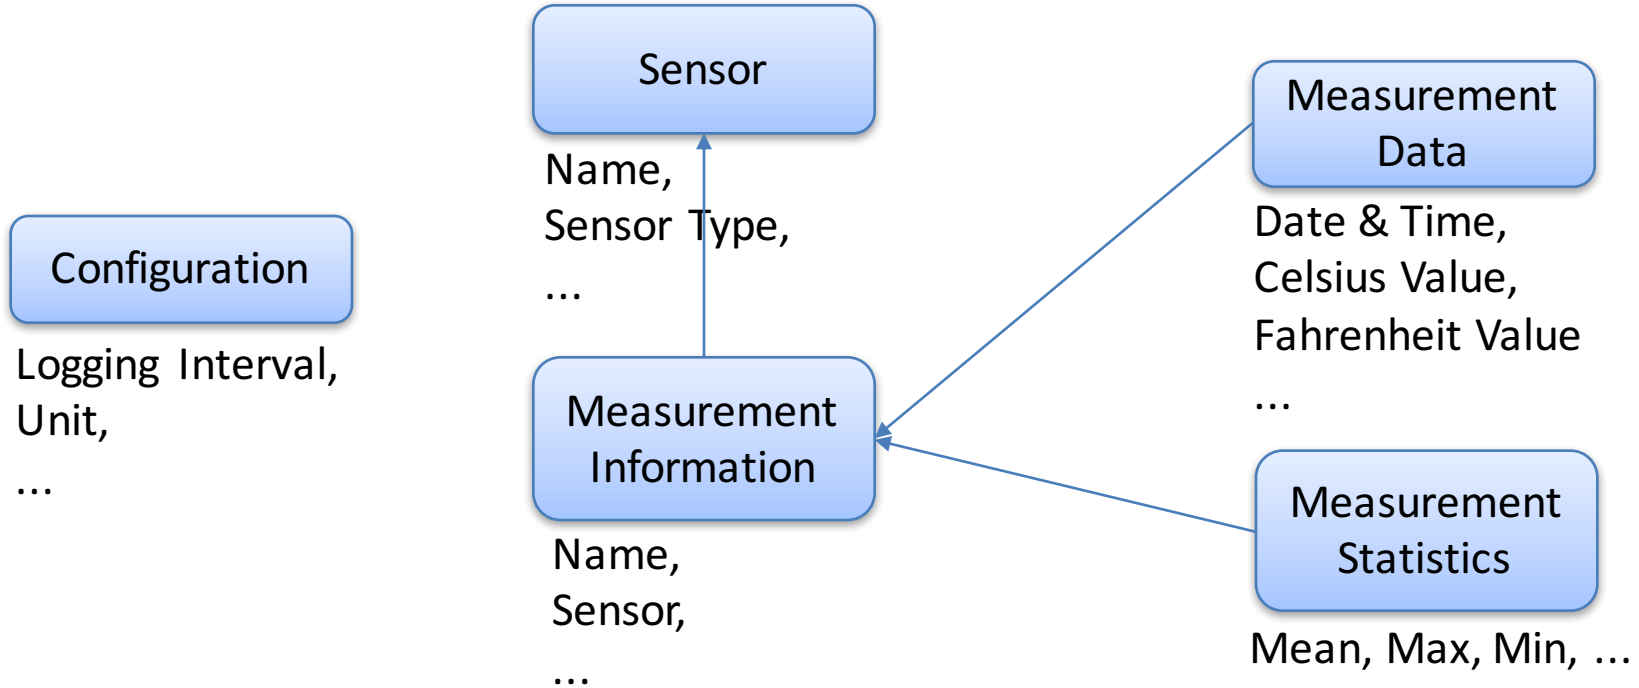 Sensor
Name,
Sensor Type,
...
Configuration
Logging Interval,
Unit,
...
Measurement
Information
Name,
Sensor,
...
Measurement
Data
Date & Time,
Celsius Value,
Fahrenheit Value
...
Measurement
Statistics
Mean, Max, Min, ...